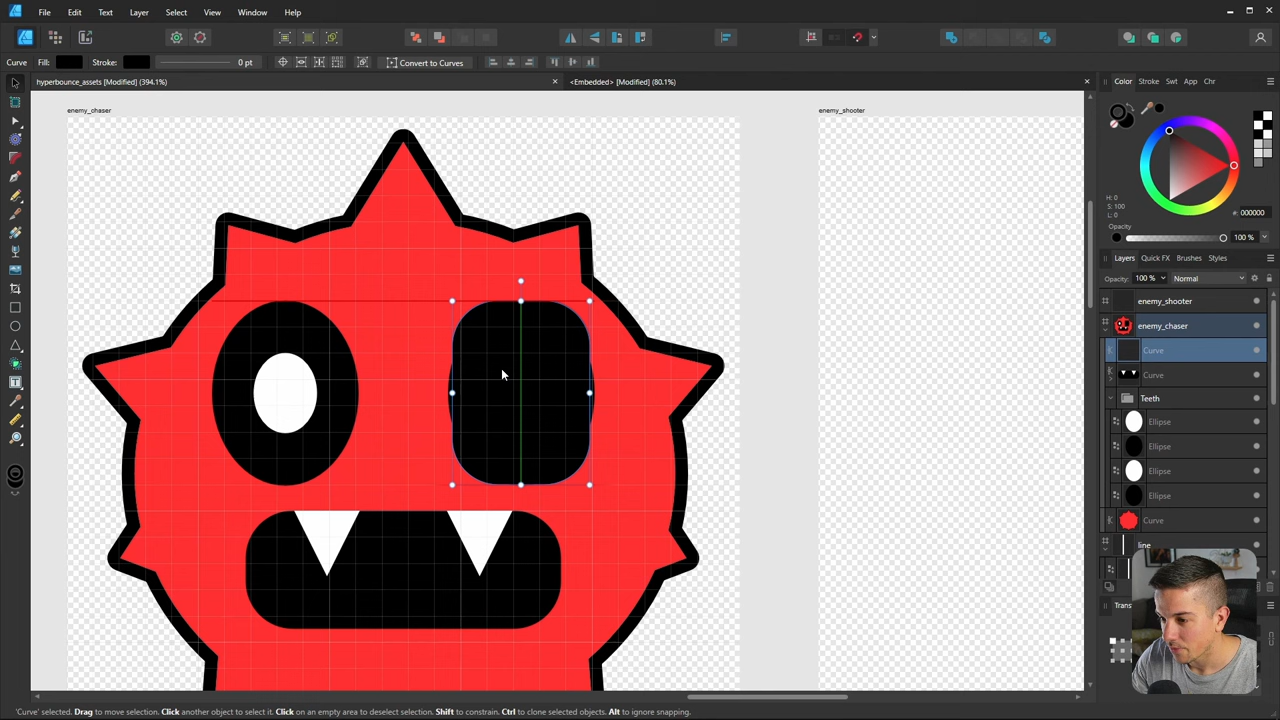 File Edit Text Layer Select View Window Help
Curve Fill: Stroke: 0 pt Convert to Curves
hyperbounce_assets [Modified] (394.1%)
<Embedded> [Modified] (80.1%)
enemy_chaser
enemy_shooter
Color Stroke Swt App Chr
H: 0
S: 100
L: 0
#: 000000
Opacity
100 %
Layers Quick FX Brushes Styles
Opacity: 100 % Normal
enemy_shooter
enemy_chaser
Curve
Curve
Teeth
Ellipse
Ellipse
Ellipse
Ellipse
Curve
line
Trans
'Curve' selected. Drag to move selection. Click another object to select it. Click on an empty area to deselect selection. Shift to constrain. Ctrl to clone selected objects. Alt to ignore snapping.